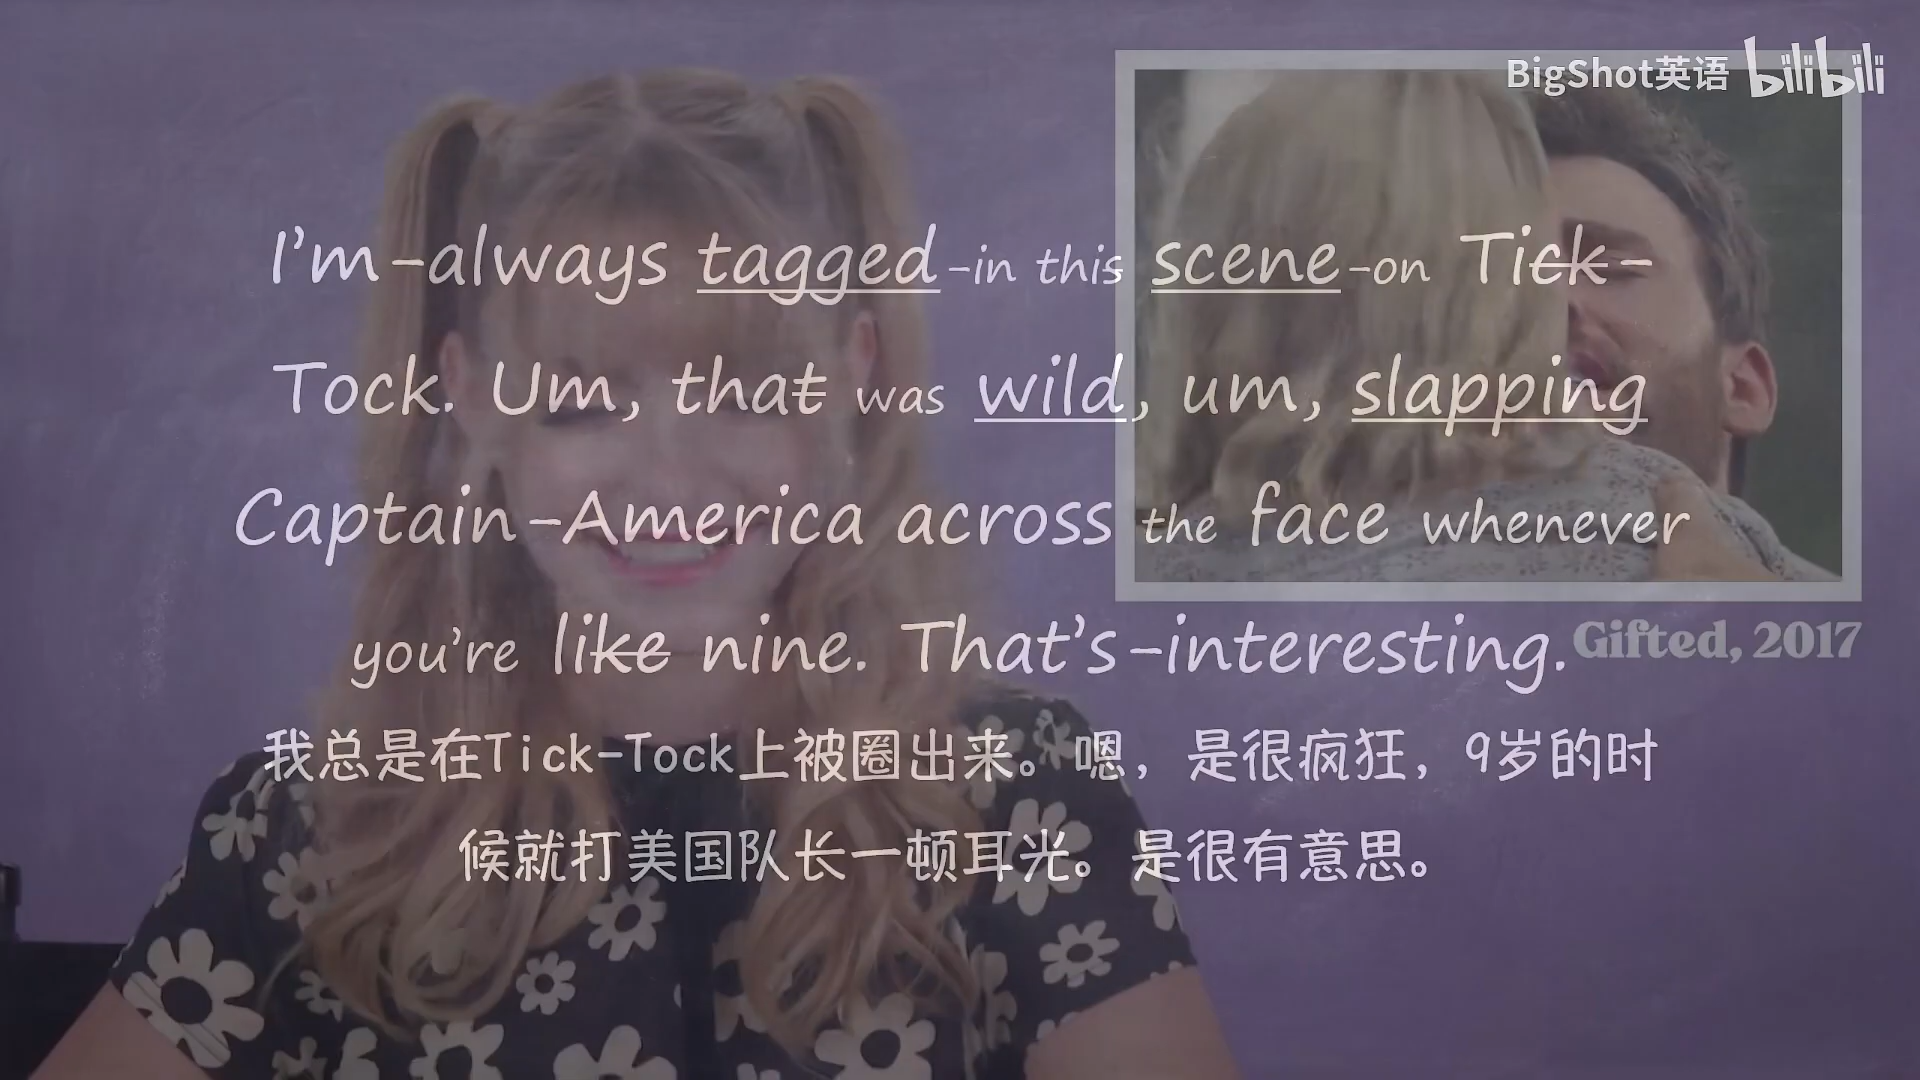 BigShot英语 bilibili
I'm-always tagged-in this scene-on Tick-
Tock. Um, that was wild, um, slapping
Captain-America across the face whenever
you're like nine. That's-interesting.
Gifted, 2017
我总是在Tick-Tock上被圈出来。嗯，是很疯狂，9岁的时
候就打美国队长一顿耳光。是很有意思。